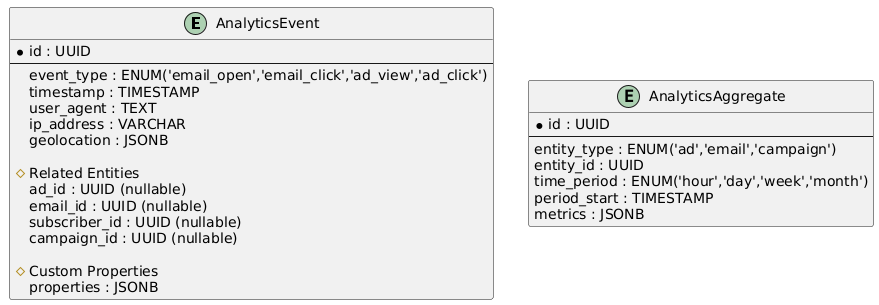 E AnalyticsEvent
id : UUID
event_type : ENUM('email_open','email_click','ad_view','ad_click')
timestamp : TIMESTAMP
user_agent : TEXT
ip_address : VARCHAR
geolocation : JSONB
Related Entities
ad_id : UUID (nullable)
email_id : UUID (nullable)
subscriber_id : UUID (nullable)
campaign_id : UUID (nullable)
Custom Properties
properties : JSONB
E AnalyticsAggregate
id : UUID
entity_type : ENUM('ad','email','campaign')
entity_id : UUID
time_period : ENUM('hour','day','week','month')
period_start : TIMESTAMP
metrics : JSONB